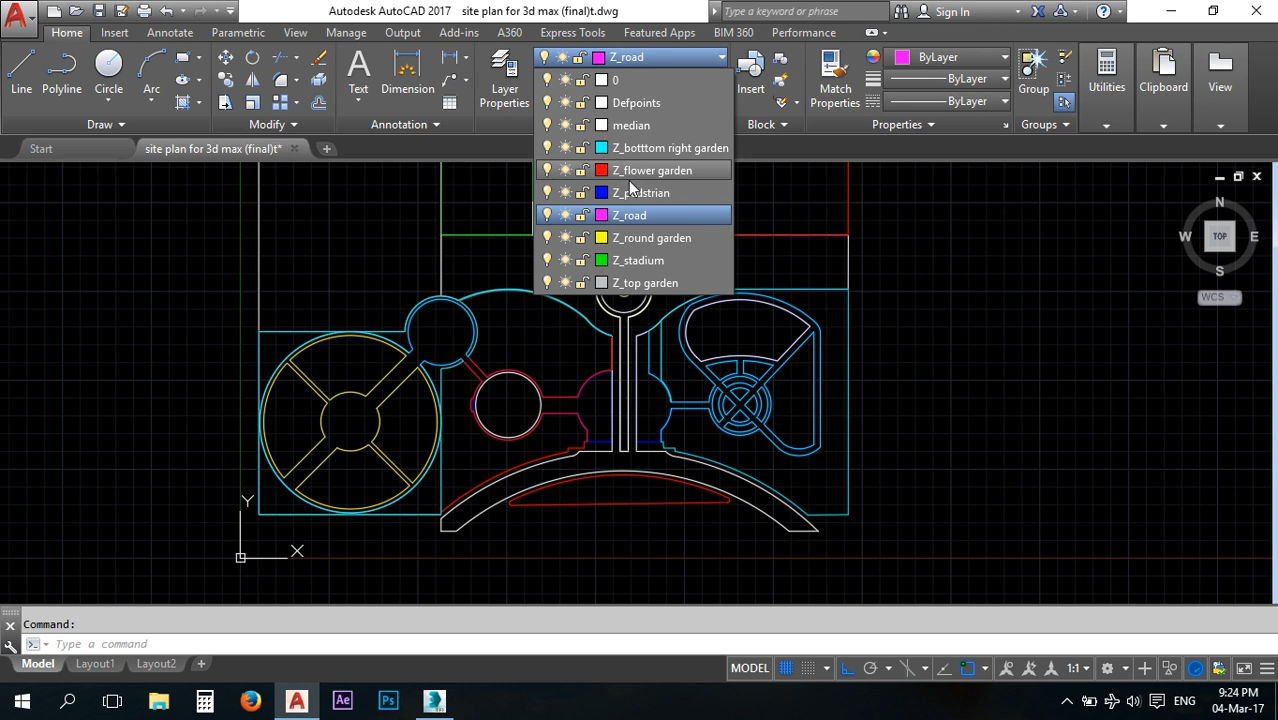 Autodesk AutoCAD 2017 site plan for 3d max (final)t.dwg
Type a keyword or phrase
Sign In
Home Insert Annotate Parametric View Manage Output Add-ins A360 Express Tools Featured Apps BIM 360 Performance
Line Polyline Circle Arc
Text Dimension
Layer Properties
Z_road
Insert
Match Properties
ByLayer
ByLayer
ByLayer
Group Utilities Clipboard View
Draw Modify Annotation Block Properties Groups
0
Defpoints
median
Z_botttom right garden
Z_flower garden
Z_road
Z_round garden
Z_stadium
Z_top garden
Start site plan for 3d max (final)t*
N
W TOP E
S
WCS
Y
X
Command:
Type a command
Model Layout1 Layout2
MODEL 1:1
Ae Ps
ENG
9:24 PM
04-Mar-17